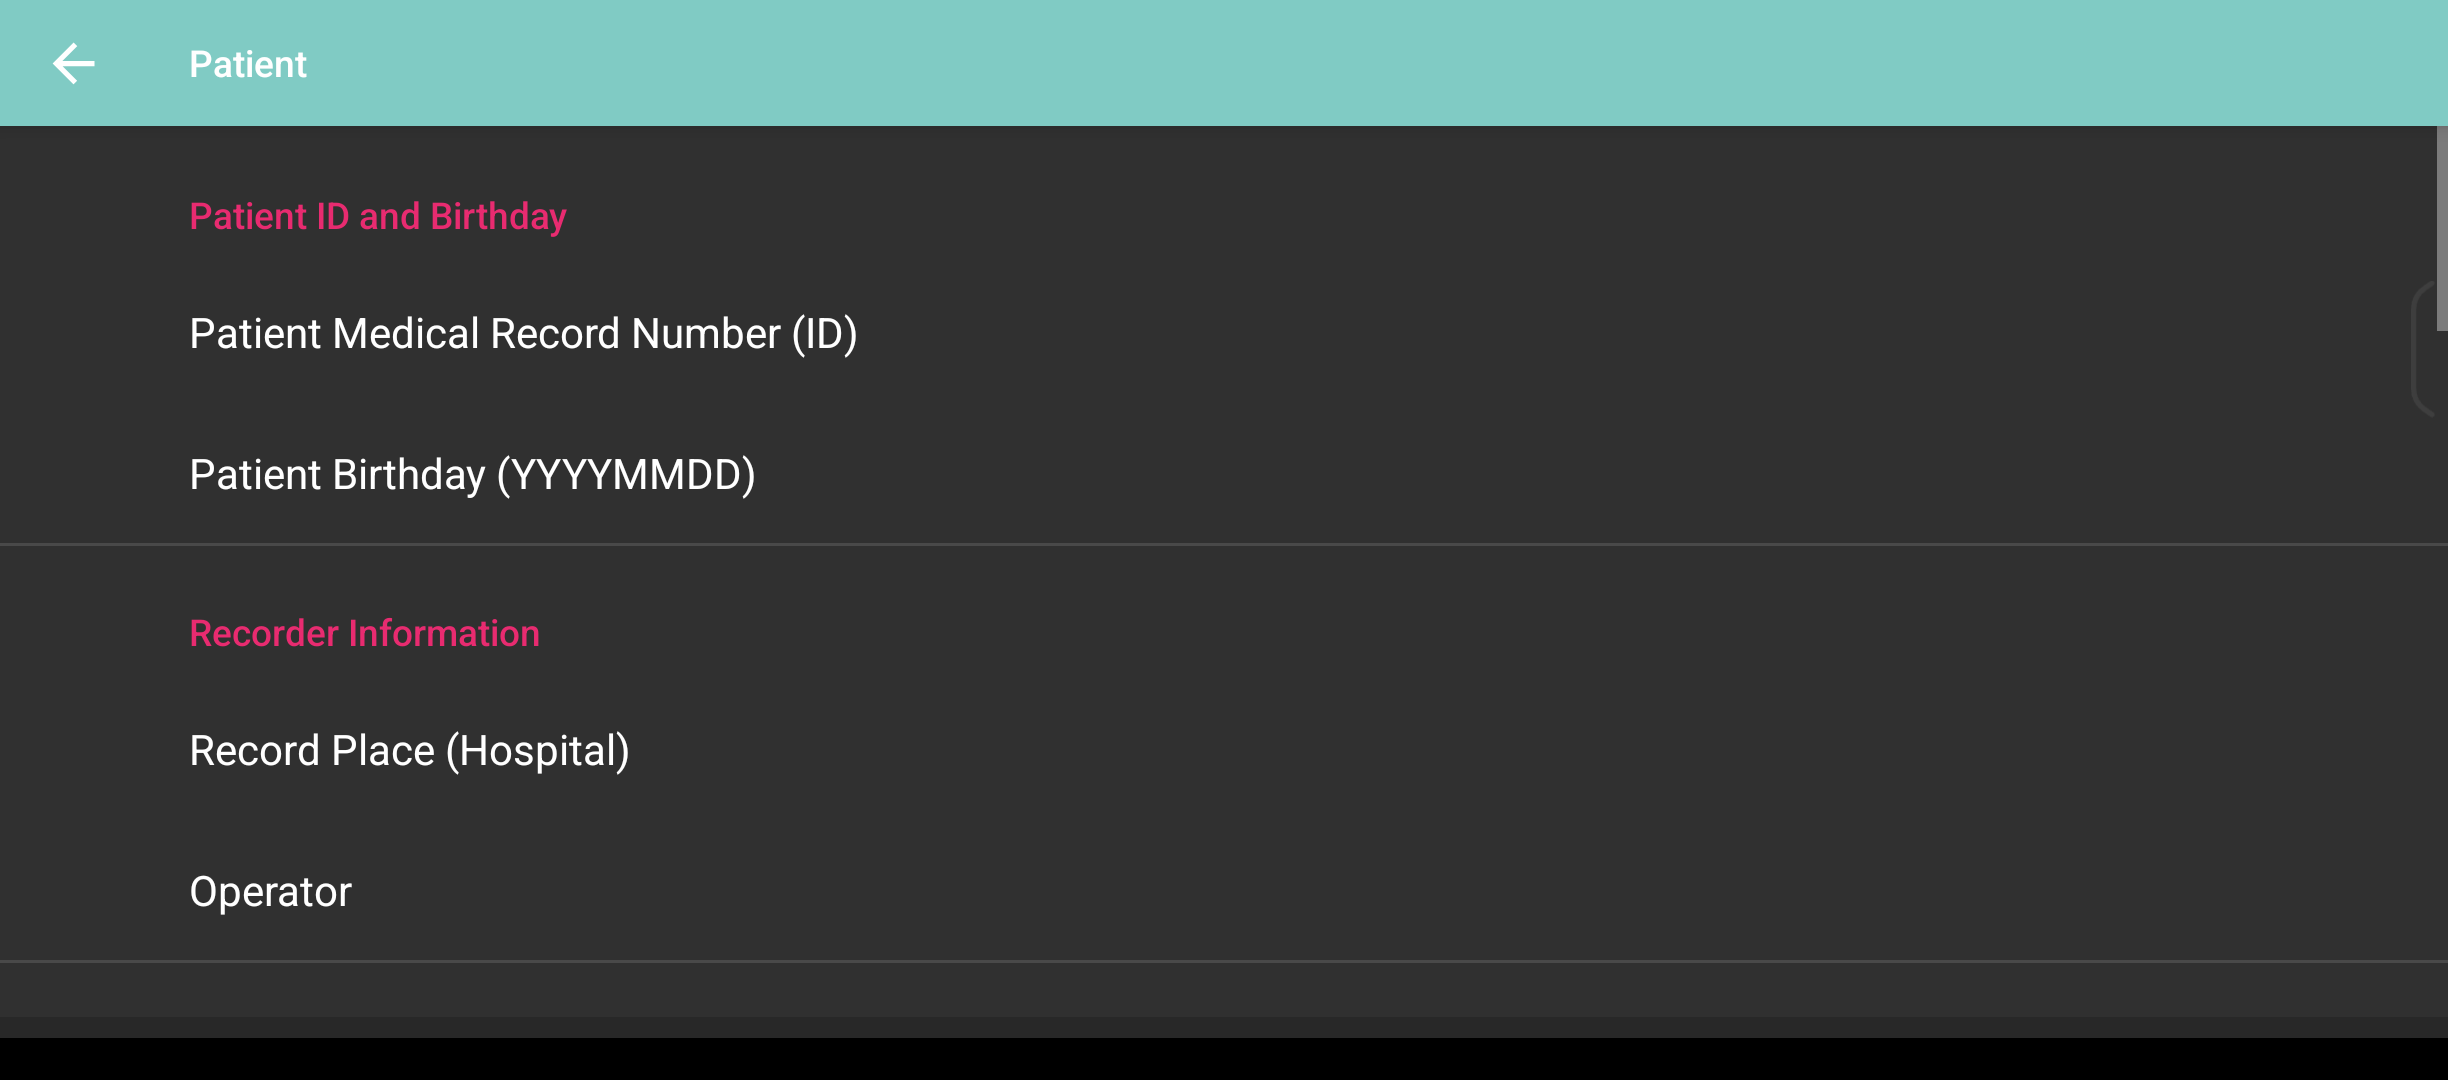 Patient
Patient ID and Birthday
Patient Medical Record Number (ID)
Patient Birthday (YYYYMMDD)
Recorder Information
Record Place (Hospital)
Operator